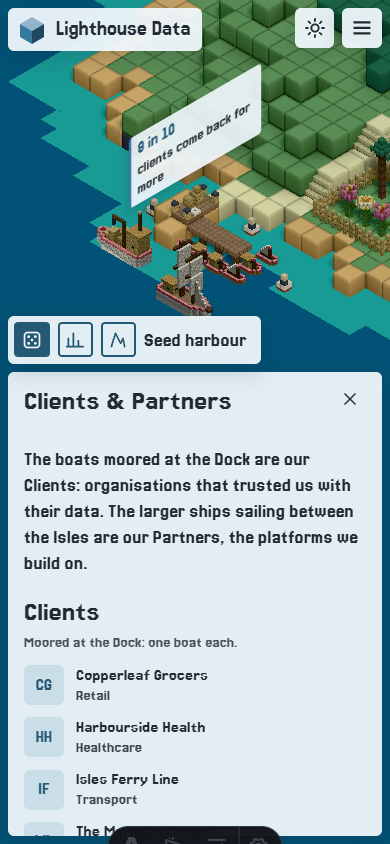 Lighthouse Data
9 in 10
clients come back for
more
Seed harbour
Clients & Partners
The boats moored at the Dock are our
Clients: organisations that trusted us with
their data. The larger ships sailing between
the Isles are our Partners, the platforms we
build on.
Clients
Moored at the Dock: one boat each.
CG
Copperleaf Grocers
Retail
HH
Harbourside Health
Healthcare
IF
Isles Ferry Line
Transport
The